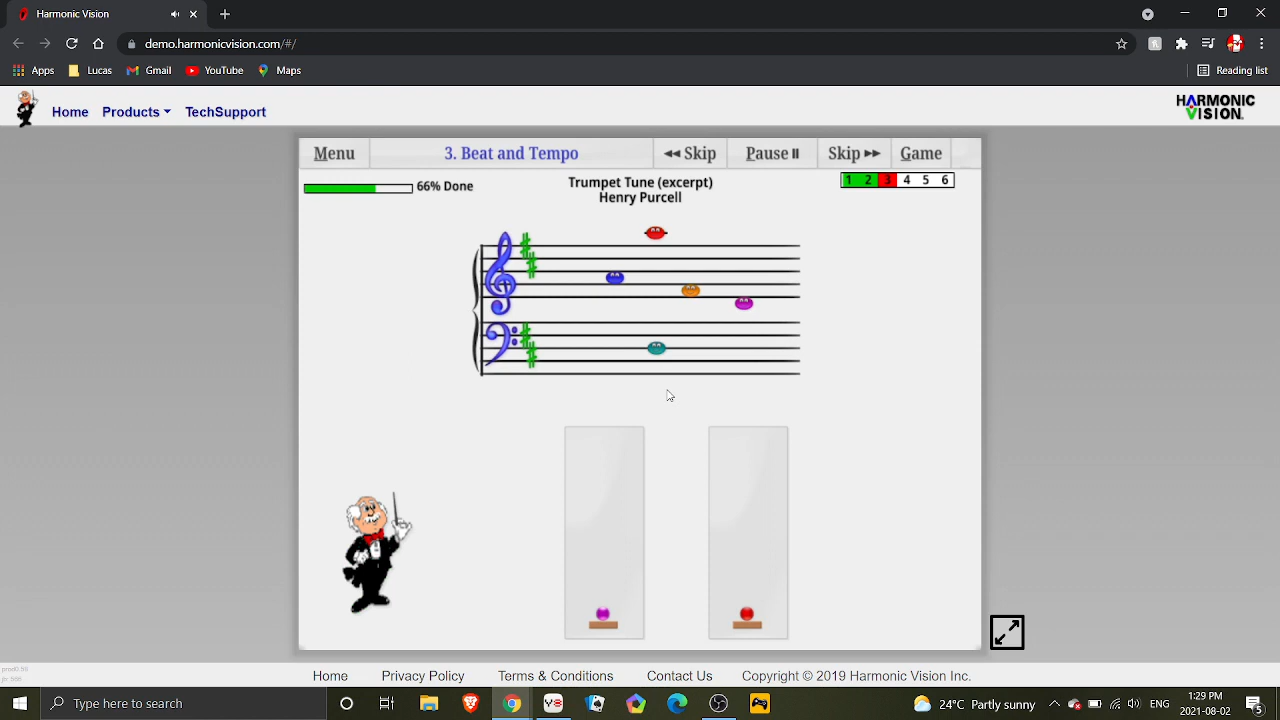 Harmonic Vision
demo.harmonicvision.com/#/
Apps Lucas Gmail YouTube Maps Reading list
Home Products TechSupport HARMONIC VISION
Menu 3. Beat and Tempo Skip Pause Skip Game
66% Done Trumpet Tune (excerpt) 1 2 3 4 5 6
Henry Purcell
Home Privacy Policy Terms & Conditions Contact Us Copyright © 2019 Harmonic Vision Inc.
Type here to search 24°C Partly sunny ENG 1:29 PM 2021-08-02